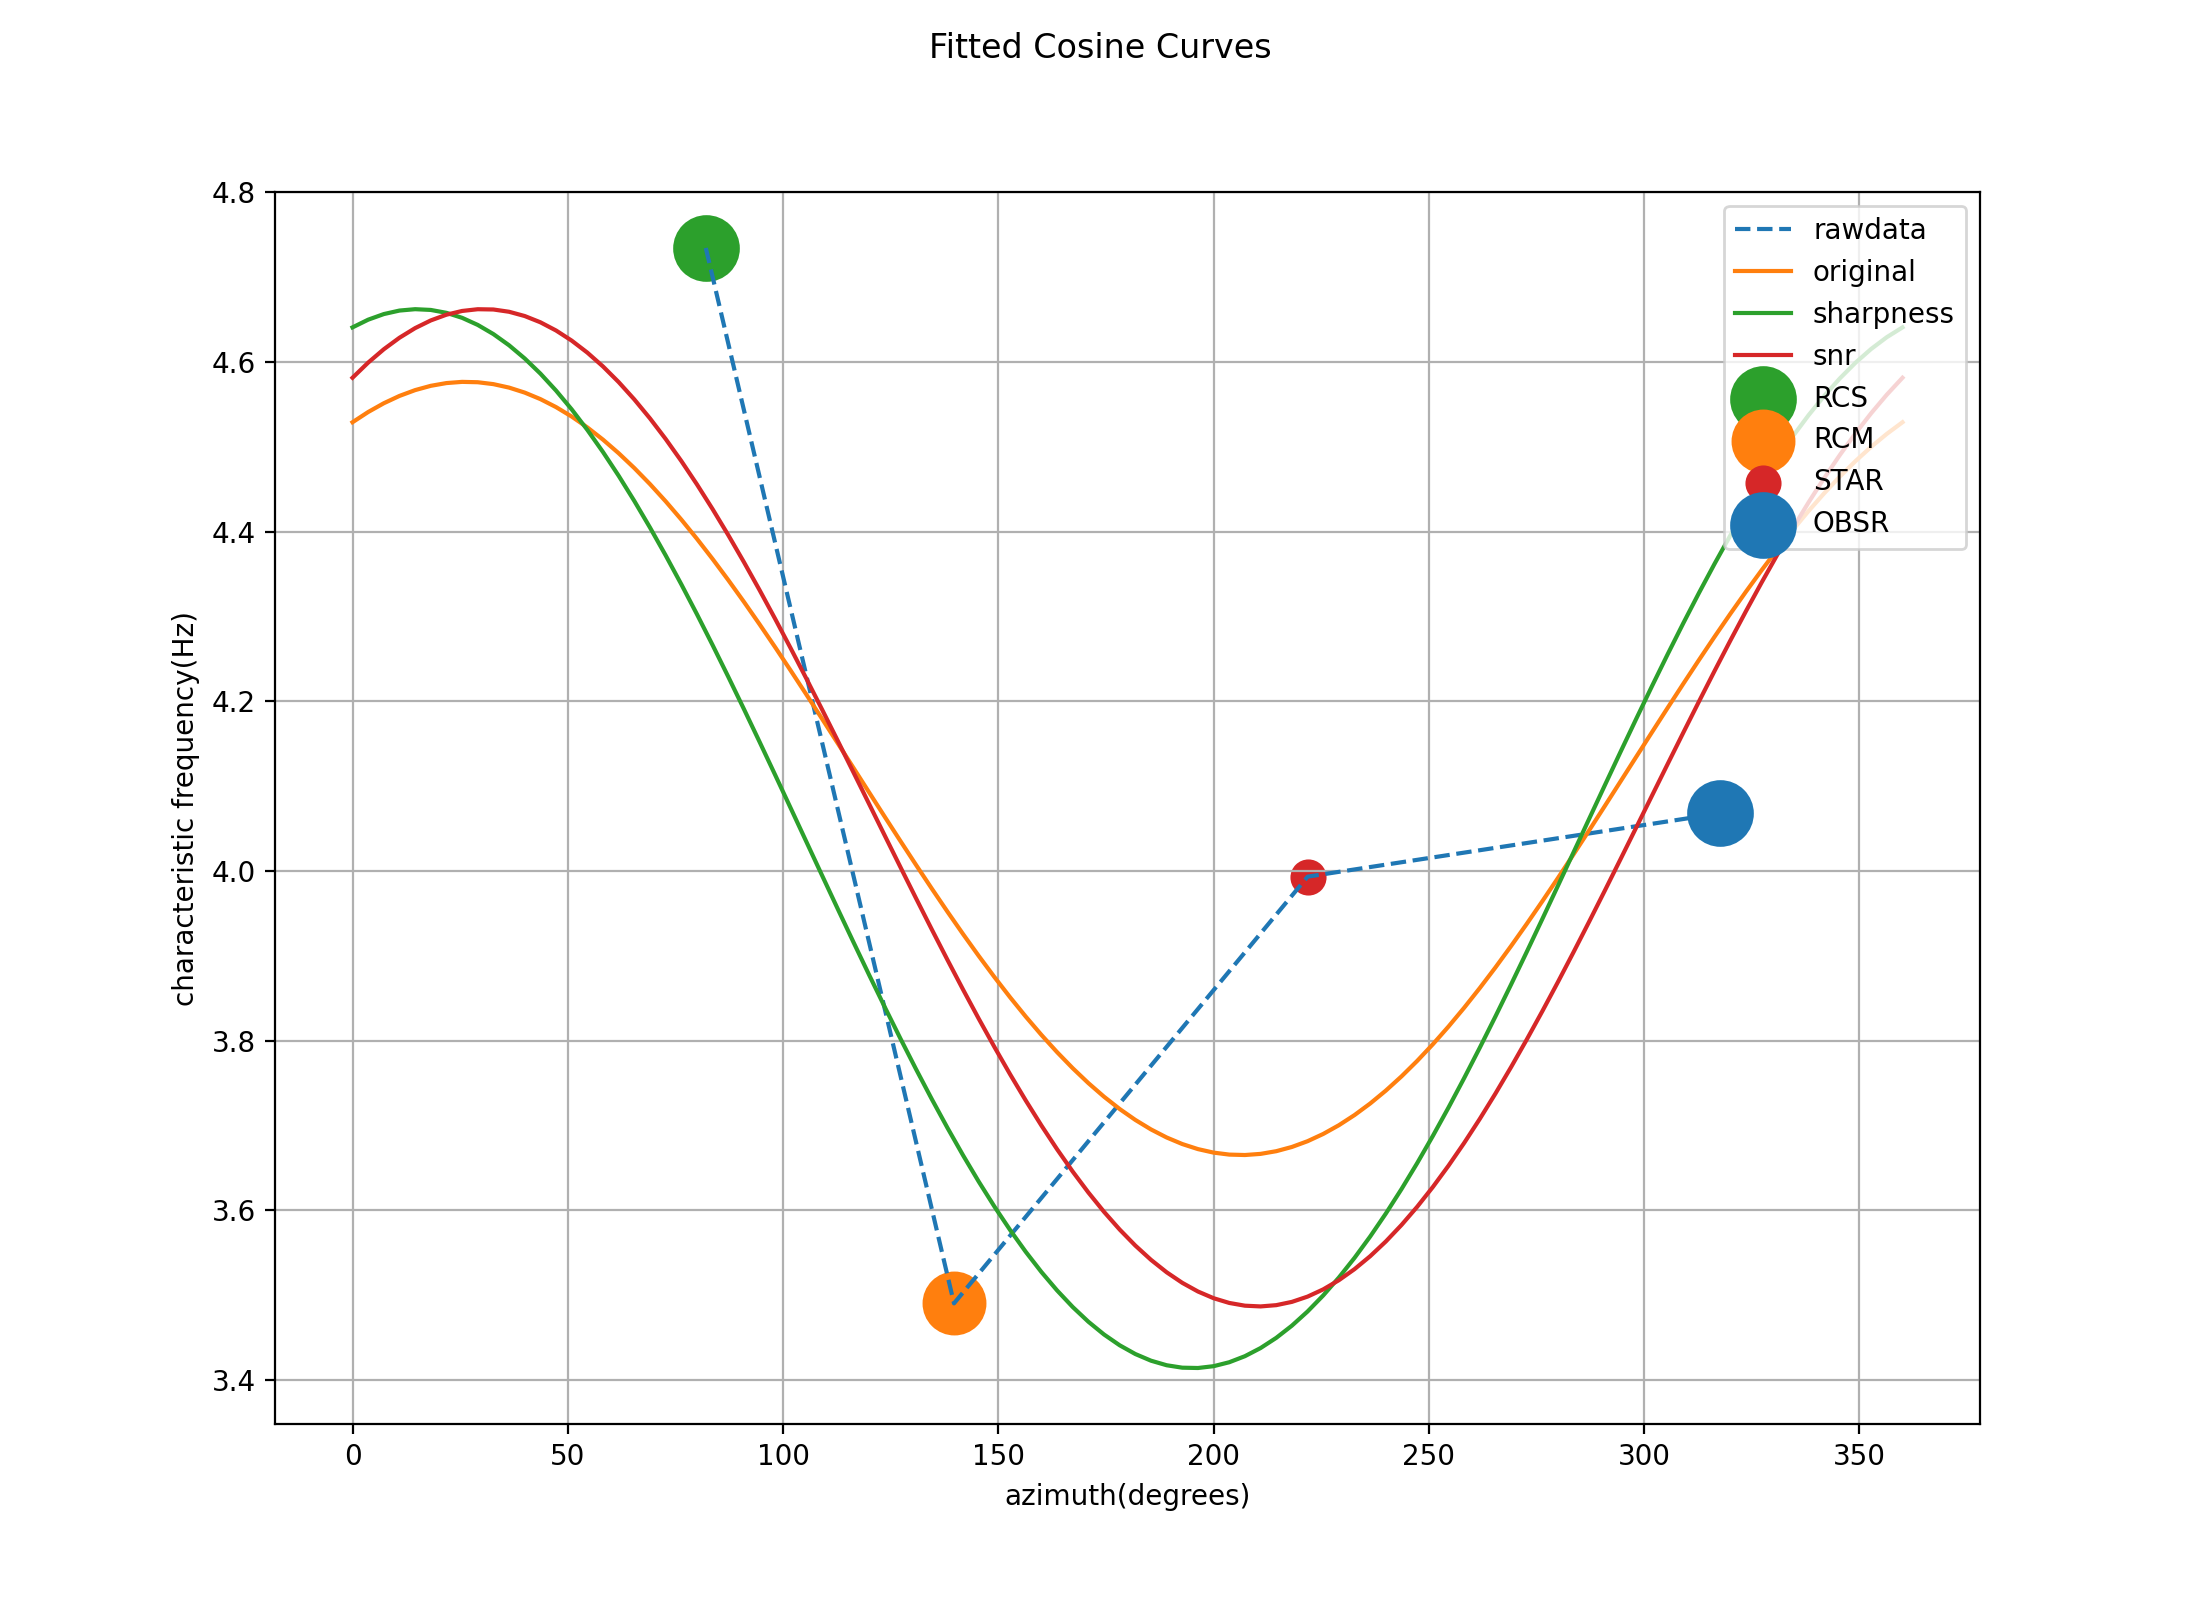 Fitted Cosine Curves
4.8
4.6
4.4
4.2
4.0
3.8
3.6
3.4
characteristic frequency(Hz)
rawdata
original
sharpness
snr
RCS
RCM
STAR
OBSR
0 50 100 150 200 250 300 350
azimuth(degrees)